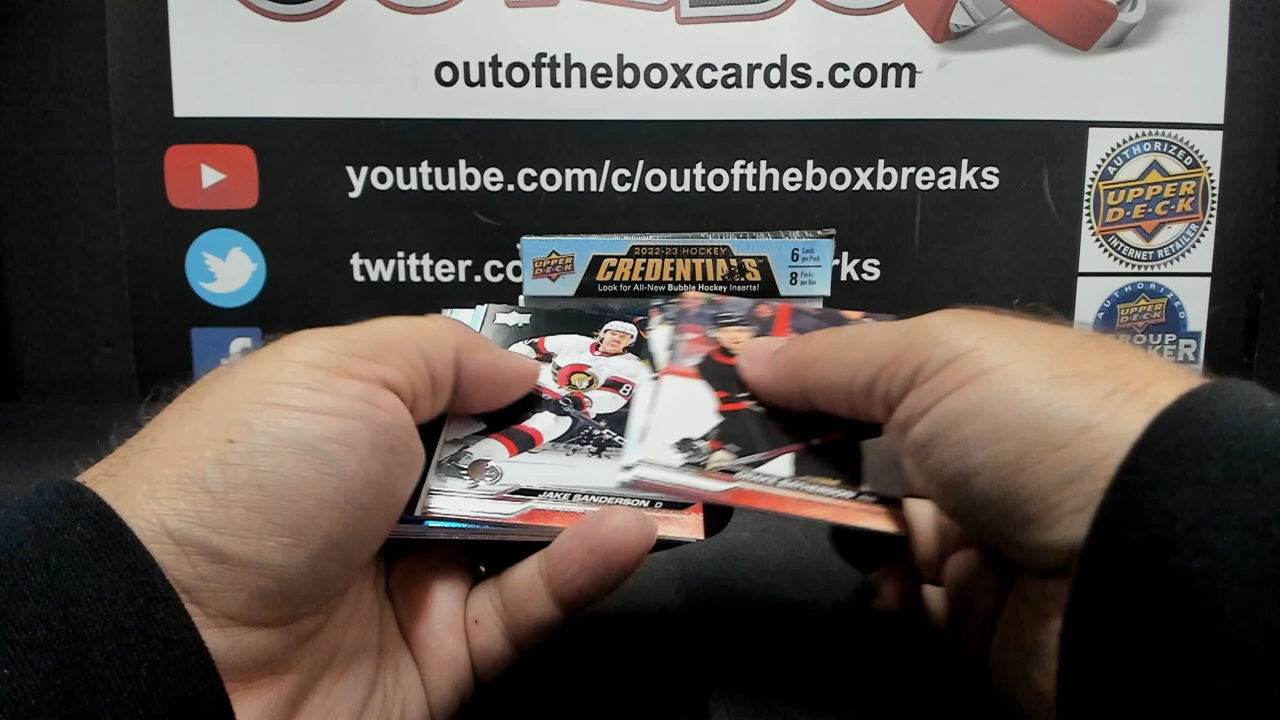 outoftheboxcards.com
youtube.com/c/outoftheboxbreaks
AUTHORIZED
UPPER
D·E·C·K
INTERNET RETAILER
twitter.co
rks
2022-23 HOCKEY
UPPER
DECK
CREDENTIALS
Look for All-New Bubble Hockey Inserts!
6 Cards
per Pack
8 Packs
per Box
AUTHORIZED
UPPER
DECK
8
JAKE SANDERSON D